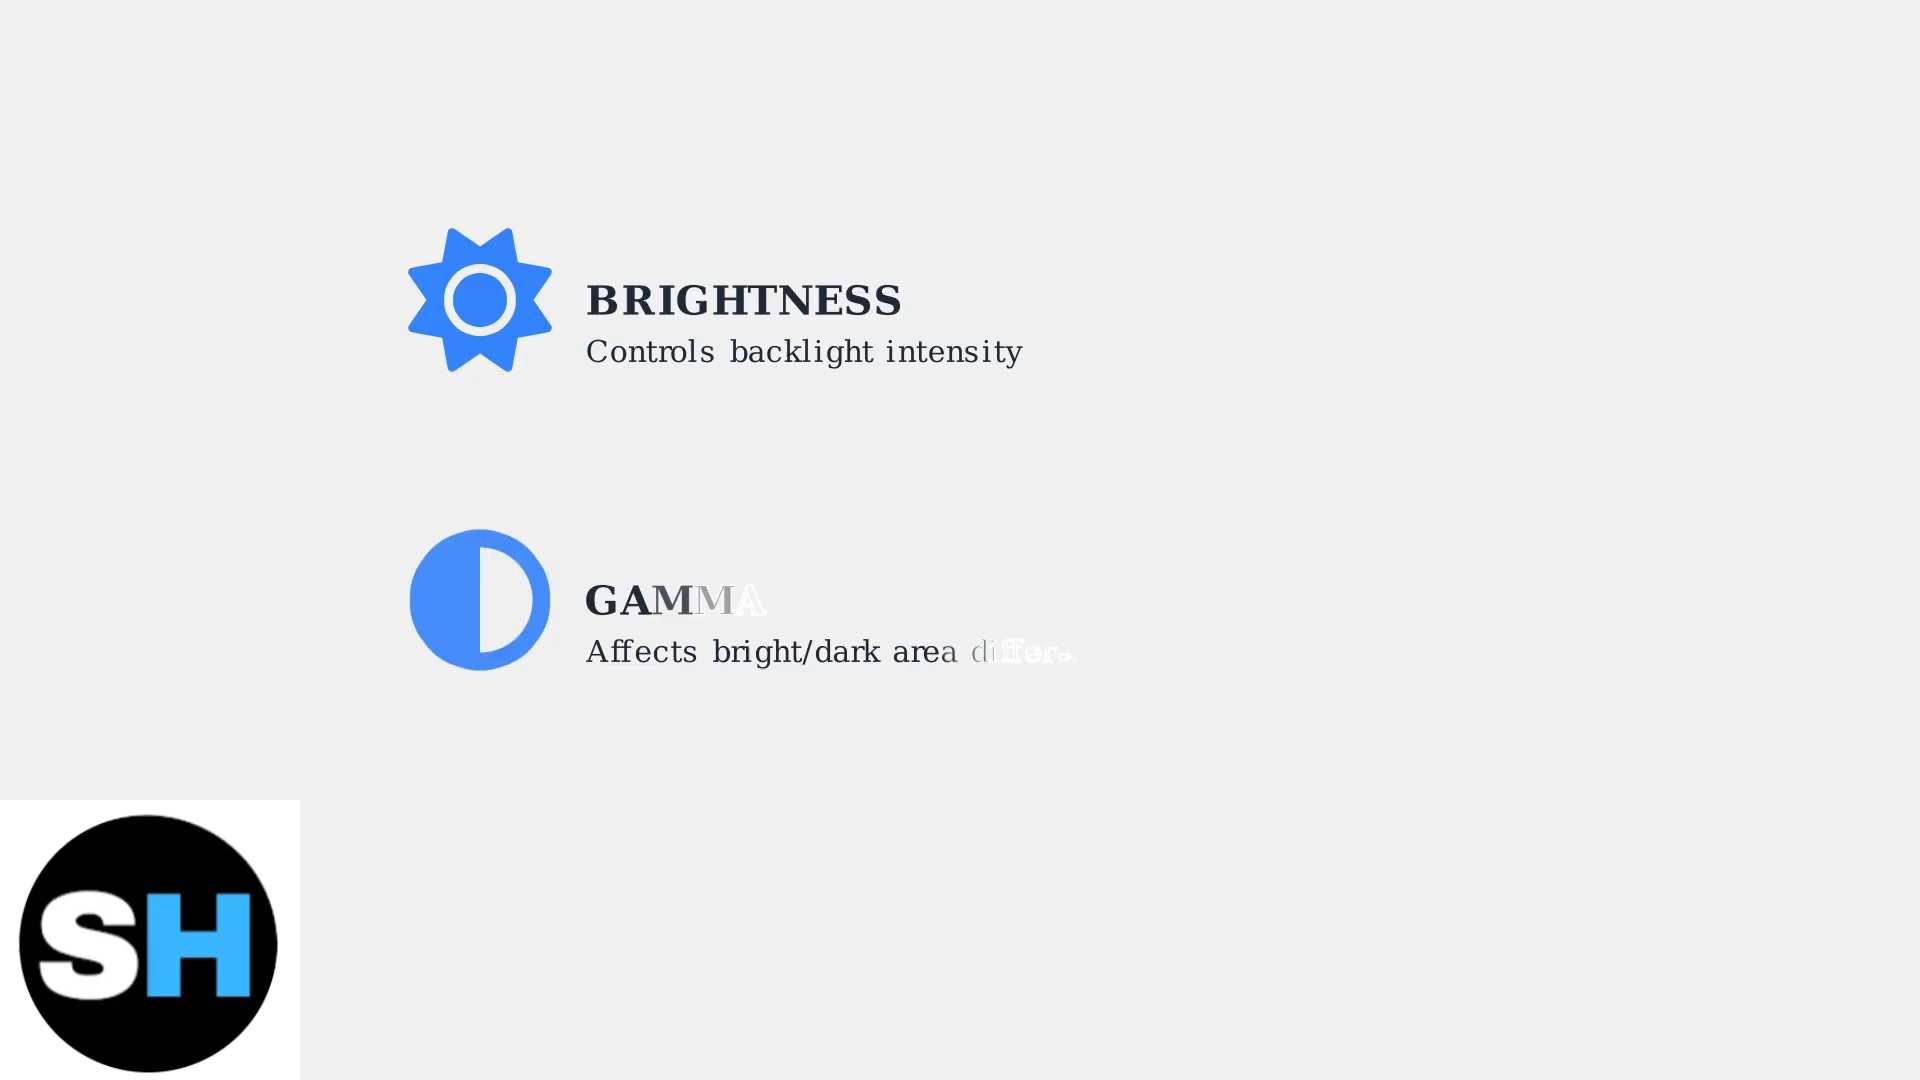 BRIGHTNESS
Controls backlight intensity
GAMMA
Affects bright/dark area
SH